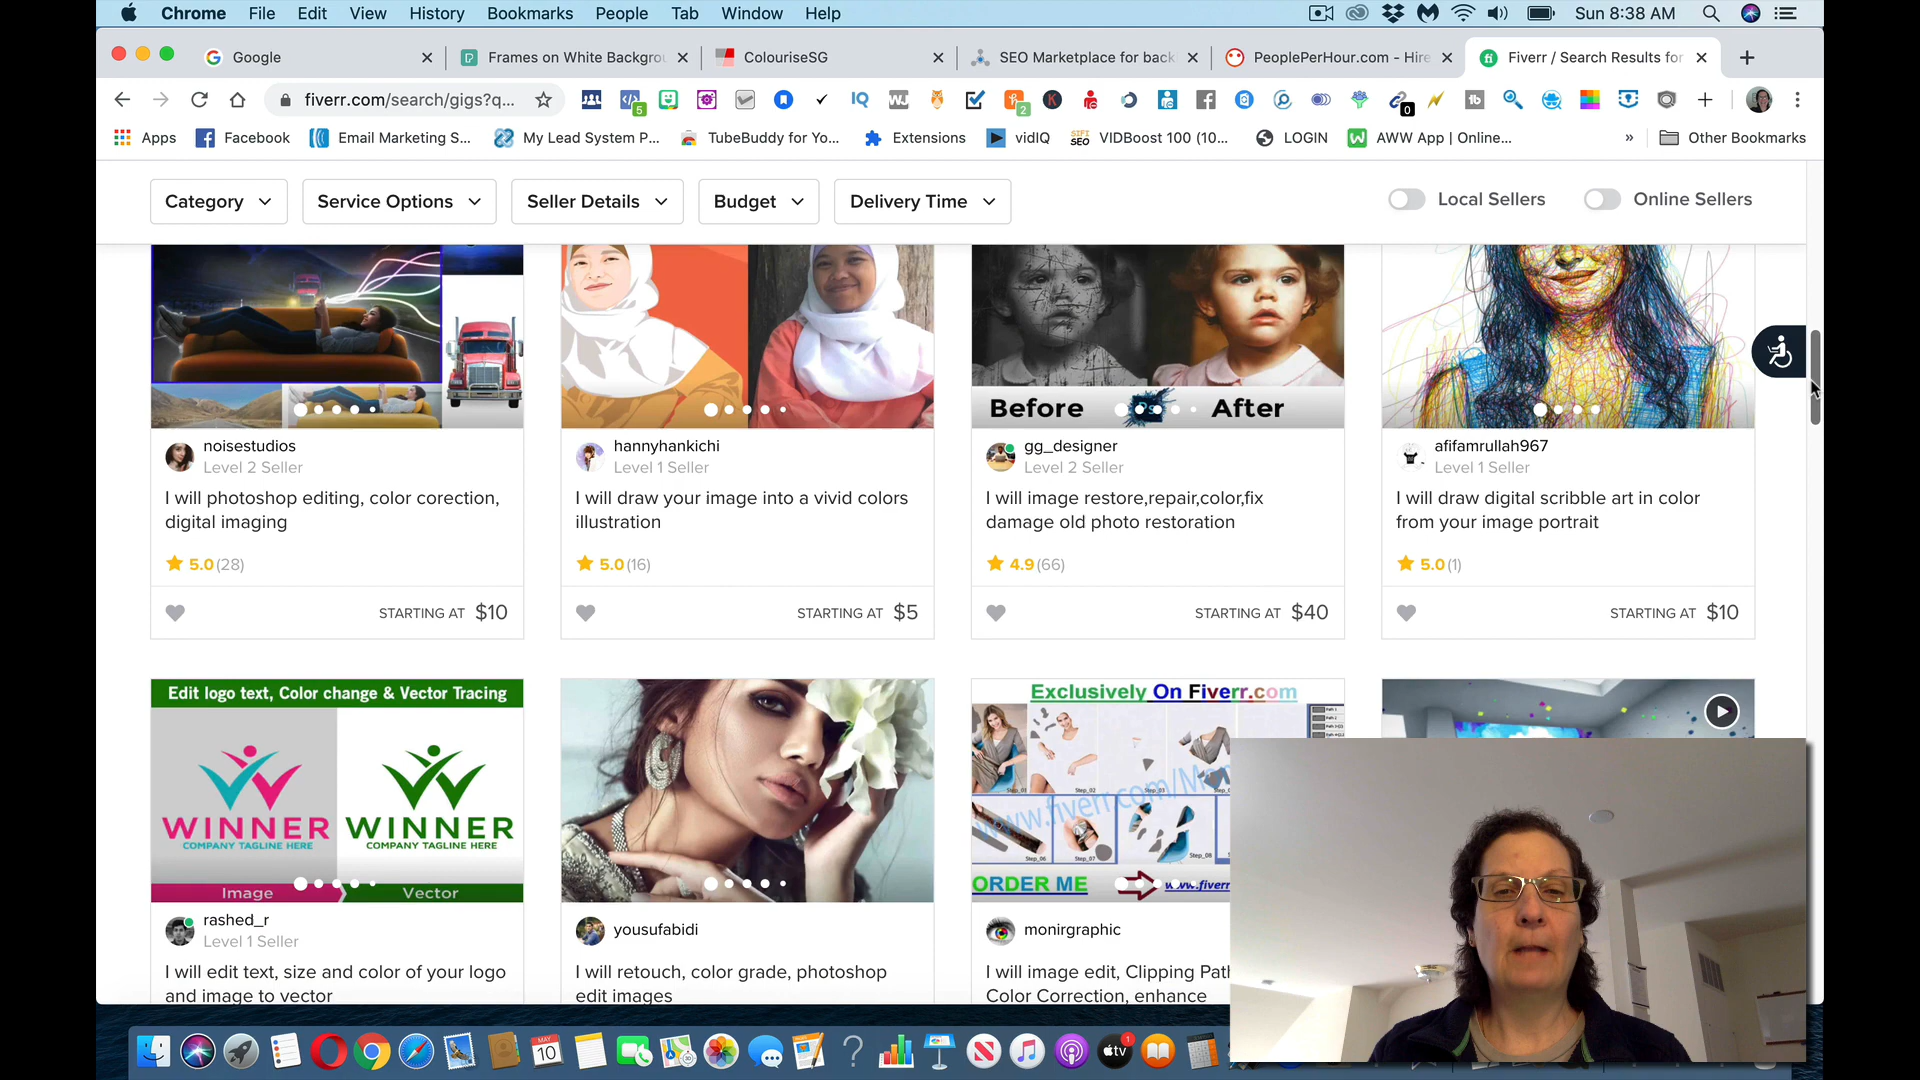 Chrome File Edit View History Bookmarks People Tab Window Help
Sun 8:38 AM
Google
Frames on White Backgrou
ColouriseSG
SEO Marketplace for back
PeoplePerHour.com - Hire
Fiverr / Search Results for
fiverr.com/search/gigs?q...
Apps
Facebook
Email Marketing S...
My Lead System P...
TubeBuddy for Yo...
Extensions
vidIQ
VIDBoost 100 (10...
LOGIN
AWW App | Online...
»
Other Bookmarks
Category
Service Options
Seller Details
Budget
Delivery Time
Local Sellers
Online Sellers
Before After
noisestudios
Level 2 Seller
I will photoshop editing, color corection,
digital imaging
5.0 (28)
STARTING AT $10
hannyhankichi
Level 1 Seller
I will draw your image into a vivid colors
illustration
5.0 (16)
STARTING AT $5
gg_designer
Level 2 Seller
I will image restore,repair,color,fix
damage old photo restoration
4.9 (66)
STARTING AT $40
afifamrullah967
Level 1 Seller
I will draw digital scribble art in color
from your image portrait
5.0 (1)
STARTING AT $10
Edit logo text, Color change & Vector Tracing
WINNER
COMPANY TAGLINE HERE
WINNER
COMPANY TAGLINE HERE
Image
Vector
rashed_r
Level 1 Seller
I will edit text, size and color of your logo
and image to vector
yousufabidi
I will retouch, color grade, photoshop
edit images
Exclusively On Fiverr.com
ORDER ME
www.fiverr
monirgraphic
I will image edit, Clipping Path
Color Correction, enhance
MAY
10
tv
1